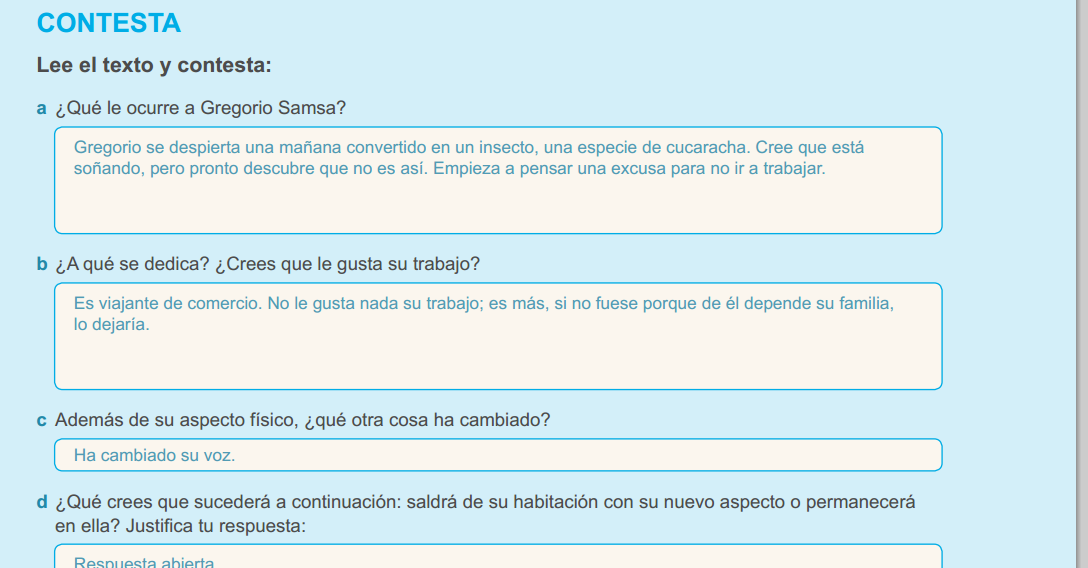 CONTESTA
Lee el texto y contesta:
a ¿Qué le ocurre a Gregorio Samsa?
Gregorio se despierta una mañana convertido en un insecto, una especie de cucaracha. Cree que está
soñando, pero pronto descubre que no es así. Empieza a pensar una excusa para no ir a trabajar.
b ¿A qué se dedica? ¿Crees que le gusta su trabajo?
Es viajante de comercio. No le gusta nada su trabajo; es más, si no fuese porque de él depende su familia,
lo dejaría.
c Además de su aspecto físico, ¿qué otra cosa ha cambiado?
Ha cambiado su voz.
d ¿Qué crees que sucederá a continuación: saldrá de su habitación con su nuevo aspecto o permanecerá
en ella? Justifica tu respuesta:
Respuesta abierta